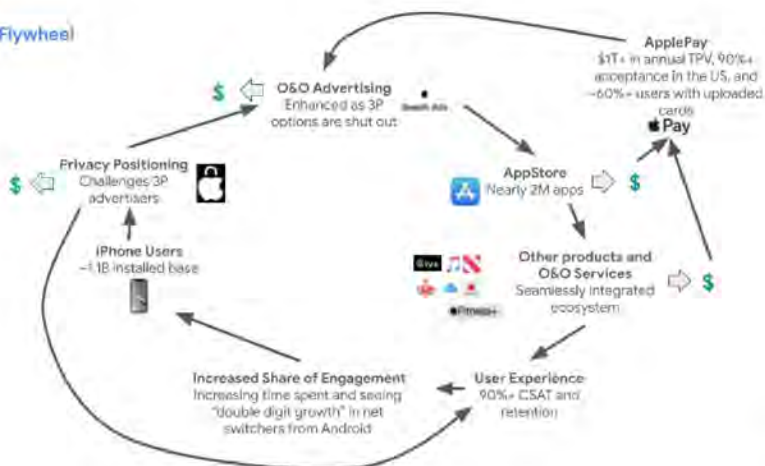 Flywheel
ApplePay
$1T+ in annual TPV, 90%+
acceptance in the US, and
~60%+ users with uploaded
cards
Pay
$
O&O Advertising
Enhanced as 3P
options are shut out
Search Ads
$
Privacy Positioning
Challenges 3P
advertisers
AppStore
Nearly 2M apps
$
iPhone Users
~1.1B installed base
Other products and
O&O Services
Seamlessly integrated
ecosystem
$
Fitness+
Increased Share of Engagement
Increasing time spent and seeing
"double digit growth" in net
switchers from Android
User Experience
90%+ CSAT and
retention